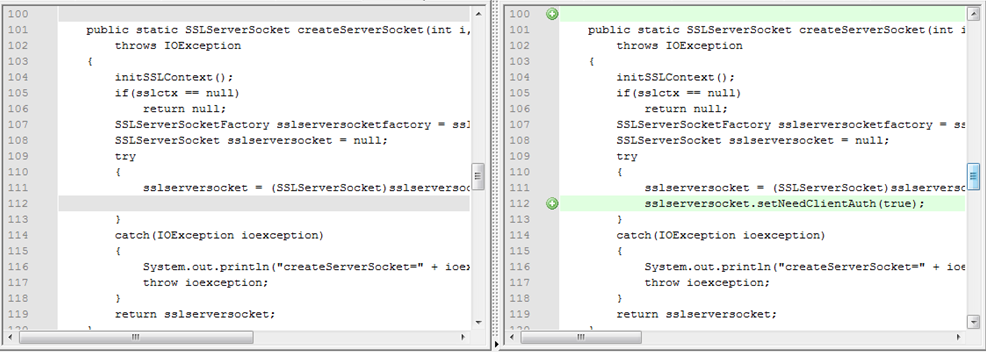 100
101 public static SSLServerSocket createServerSocket(int i,
102 throws IOException
103 {
104 initSSLContext();
105 if(sslctx == null)
106 return null;
107 SSLServerSocketFactory sslserversocketfactory = ssl
108 SSLServerSocket sslserversocket = null;
109 try
110 {
111 sslserversocket = (SSLServerSocket)sslserversoc
112
113 }
114 catch(IOException ioexception)
115 {
116 System.out.println("createServerSocket=" + ioex
117 throw ioexception;
118 }
119 return sslserversocket;
120 }
100
101 public static SSLServerSocket createServerSocket(int i
102 throws IOException
103 {
104 initSSLContext();
105 if(sslctx == null)
106 return null;
107 SSLServerSocketFactory sslserversocketfactory = ss
108 SSLServerSocket sslserversocket = null;
109 try
110 {
111 sslserversocket = (SSLServerSocket)sslserverso
112 sslserversocket.setNeedClientAuth(true);
113 }
114 catch(IOException ioexception)
115 {
116 System.out.println("createServerSocket=" + ioe
117 throw ioexception;
118 }
119 return sslserversocket;
120 }